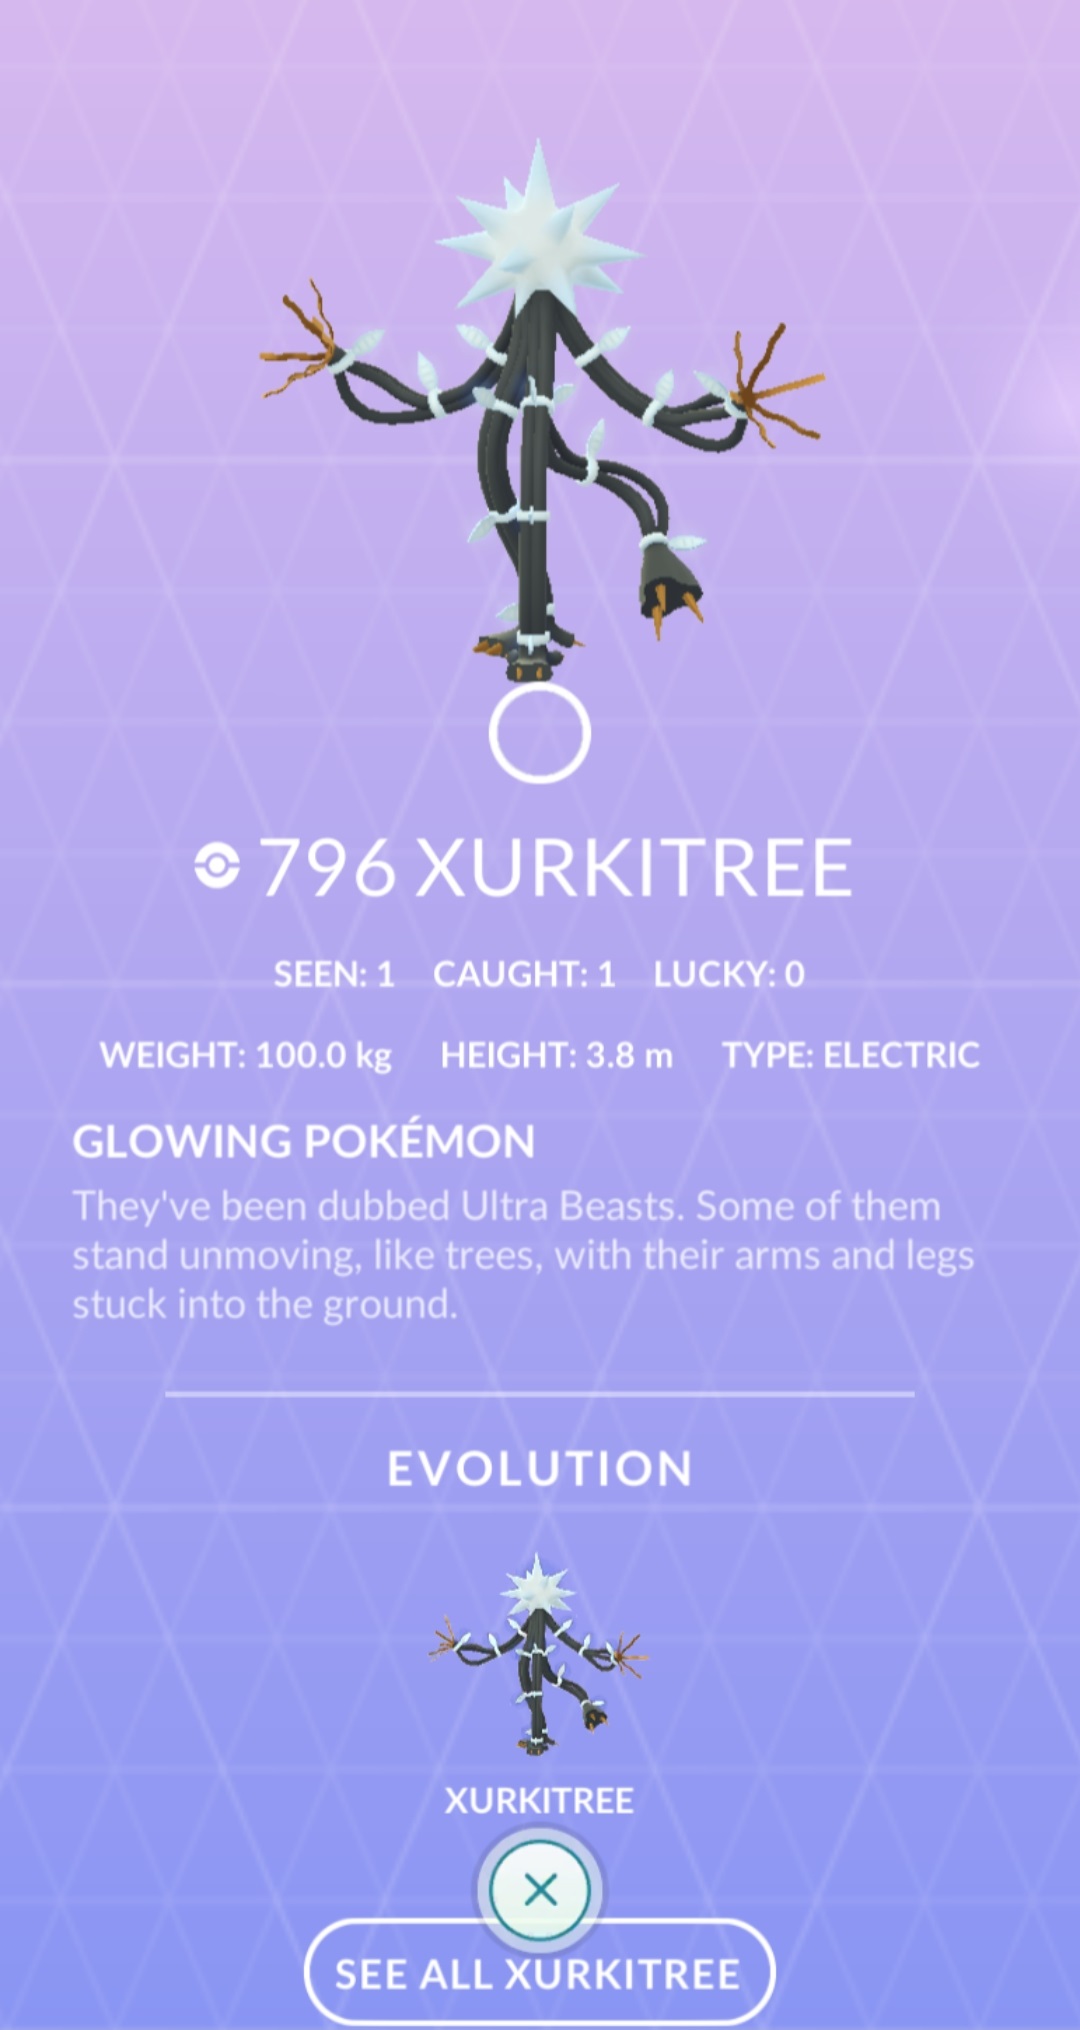 796 XURKITREE
SEEN: 1 CAUGHT: 1 LUCKY: 0
WEIGHT: 100.0 kg HEIGHT: 3.8 m TYPE: ELECTRIC
GLOWING POKÉMON
They've been dubbed Ultra Beasts. Some of them
stand unmoving, like trees, with their arms and legs
stuck into the ground.
EVOLUTION
XURKITREE
SEE ALL XURKITREE